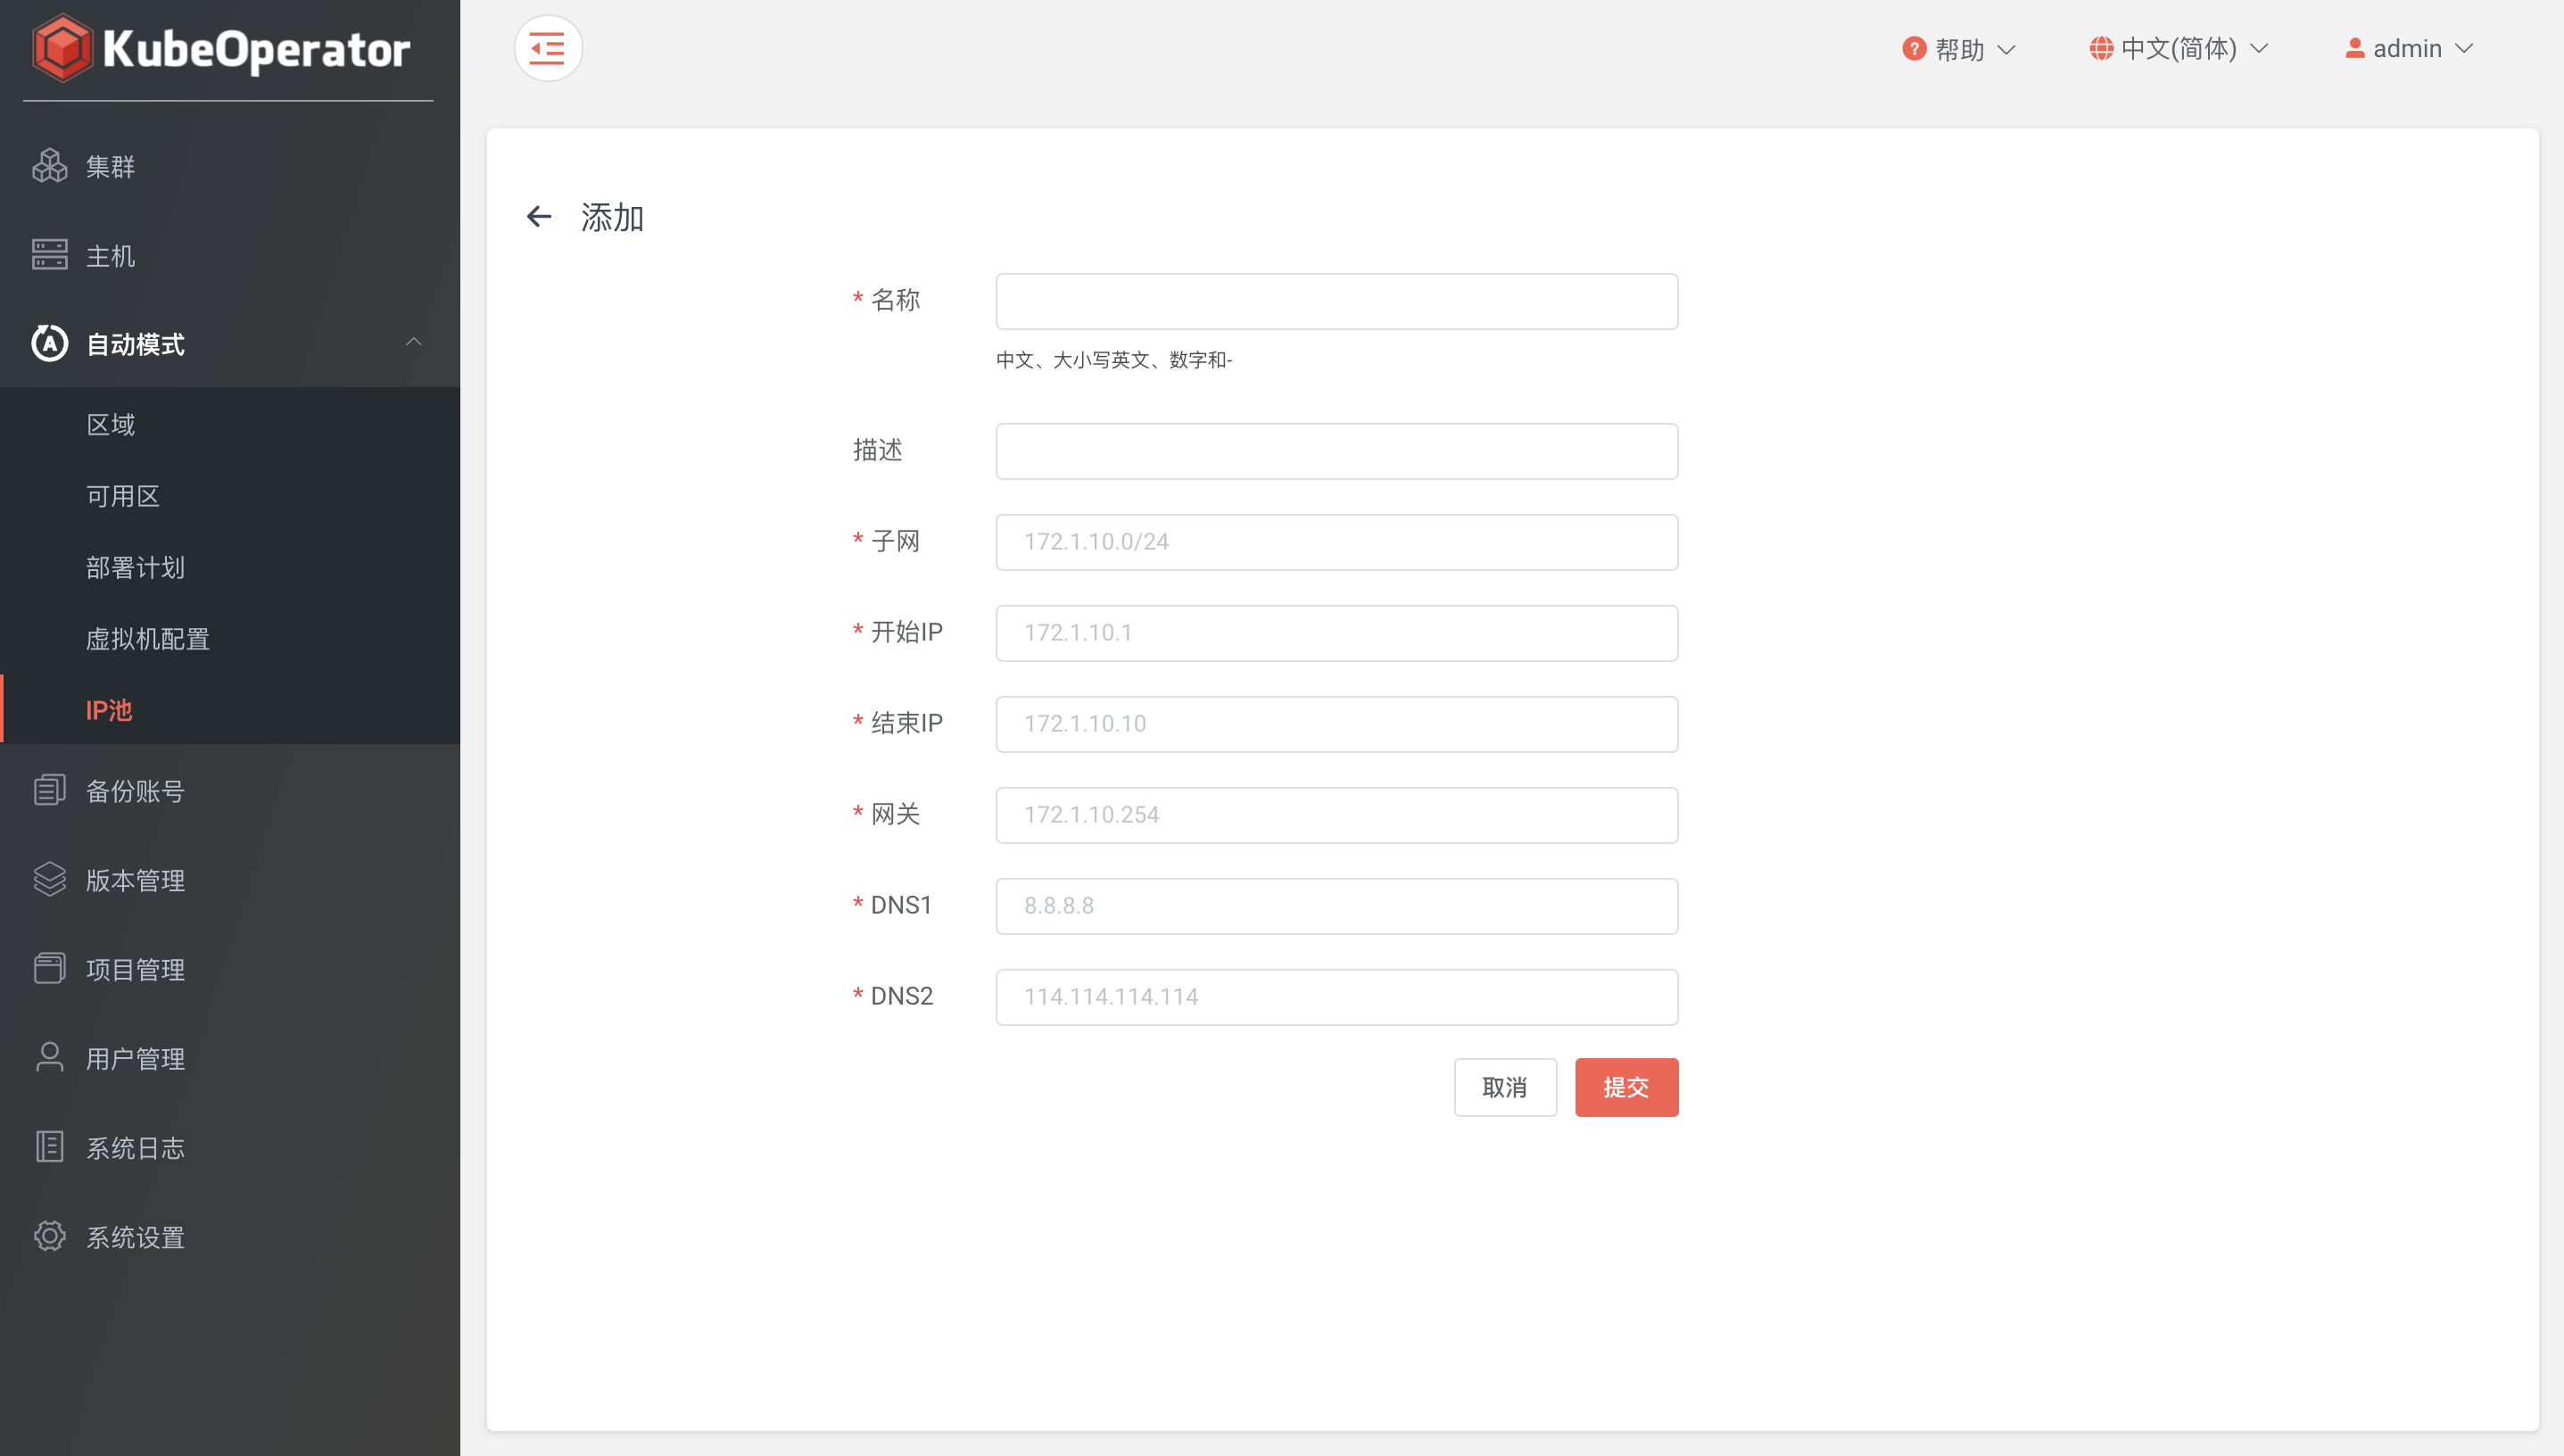 KubeOperator
帮助
中文(简体)
admin
集群
主机
自动模式
区域
可用区
部署计划
虚拟机配置
IP池
备份账号
版本管理
项目管理
用户管理
系统日志
系统设置
添加
* 名称
中文、大小写英文、数字和-
描述
* 子网 172.1.10.0/24
* 开始IP 172.1.10.1
* 结束IP 172.1.10.10
* 网关 172.1.10.254
* DNS1 8.8.8.8
* DNS2 114.114.114.114
取消 提交